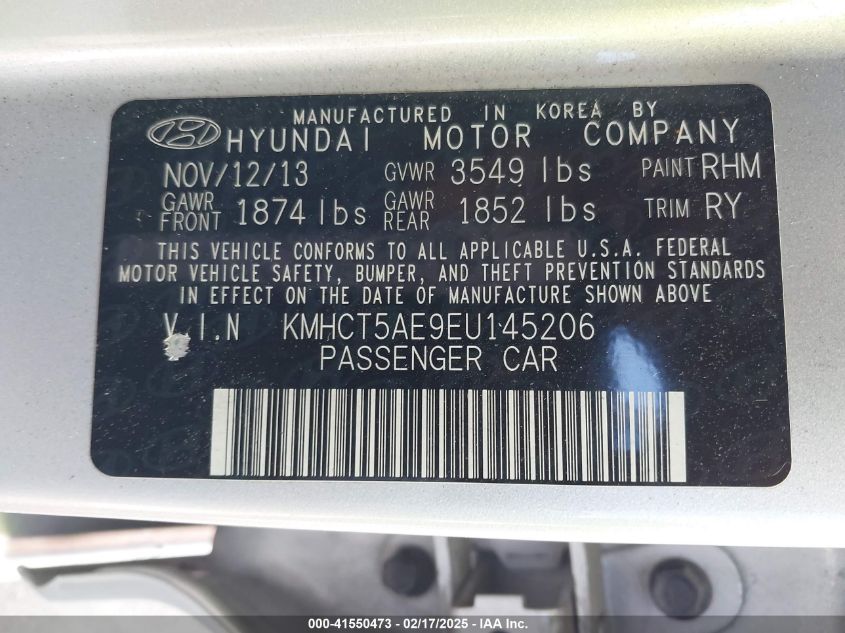 MANUFACTURED IN KOREA BY
HYUNDAI MOTOR COMPANY
NOV/12/13 GVWR 3549 lbs PAINT RHM
GAWR FRONT 1874 lbs GAWR REAR 1852 lbs TRIM RY
THIS VEHICLE CONFORMS TO ALL APPLICABLE U.S.A. FEDERAL
MOTOR VEHICLE SAFETY, BUMPER, AND THEFT PREVENTION STANDARDS
IN EFFECT ON THE DATE OF MANUFACTURE SHOWN ABOVE
V.I.N KMHCT5AE9EU145206
PASSENGER CAR
000-41550473 - 02/17/2025 - IAA Inc.